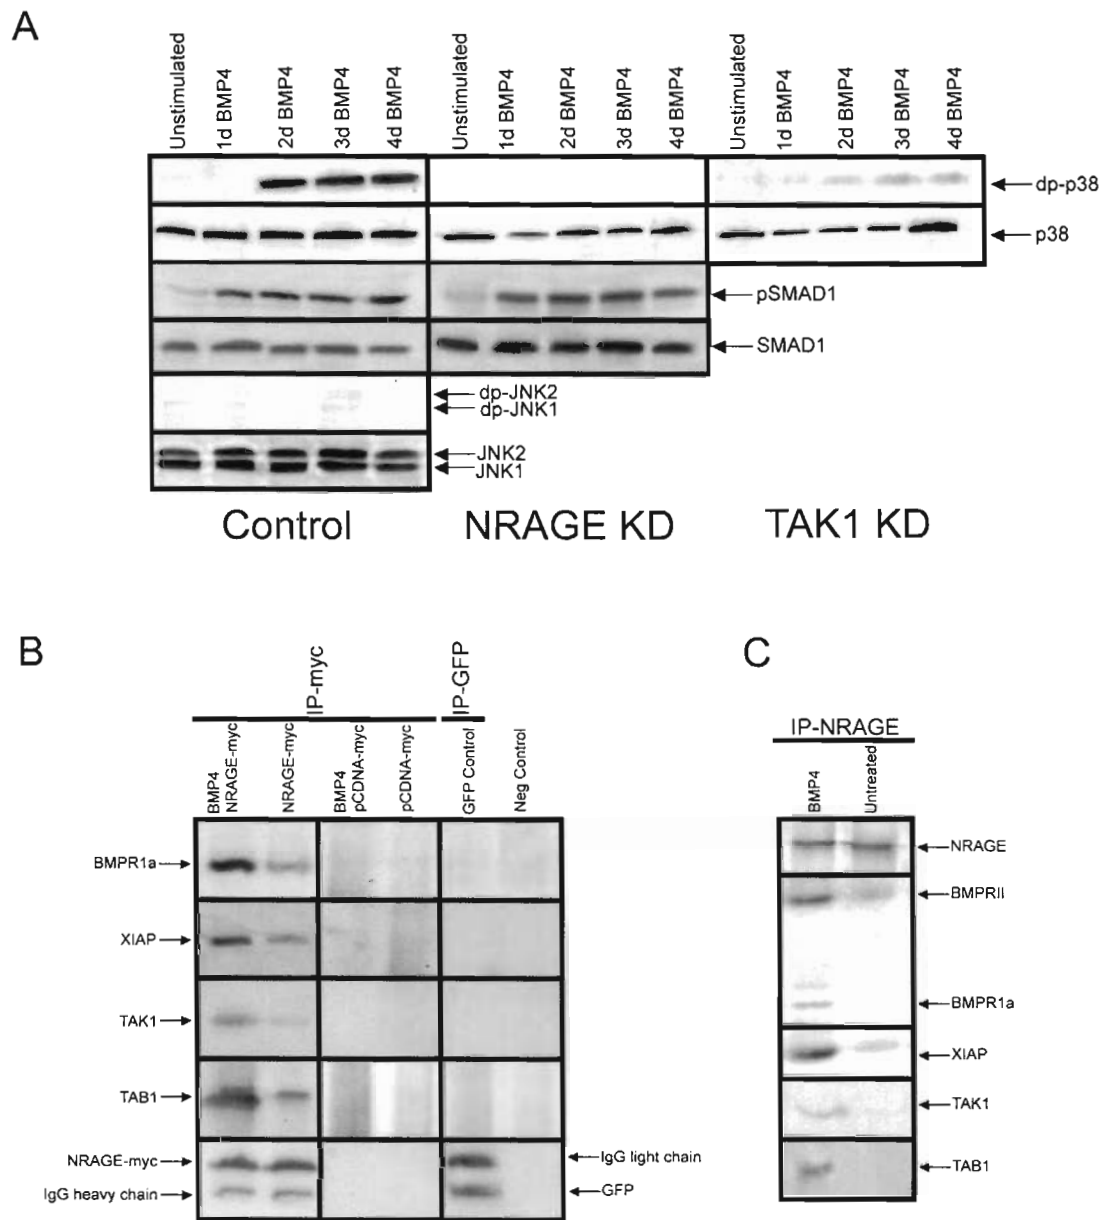 A
Unstimulated
1d BMP4
2d BMP4
3d BMP4
4d BMP4
Unstimulated
1d BMP4
2d BMP4
3d BMP4
4d BMP4
Unstimulated
1d BMP4
2d BMP4
3d BMP4
4d BMP4
dp-p38
p38
pSMAD1
SMAD1
dp-JNK2
dp-JNK1
JNK2
JNK1
Control
NRAGE KD
TAK1 KD
B
IP-myc
IP-GFP
BMP4
NRAGE-myc
NRAGE-myc
BMP4
pCDNA-myc
pCDNA-myc
GFP Control
Neg Control
BMPR1a
XIAP
TAK1
TAB1
NRAGE-myc
IgG heavy chain
IgG light chain
GFP
C
IP-NRAGE
BMP4
Untreated
NRAGE
BMPRII
BMPR1a
XIAP
TAK1
TAB1